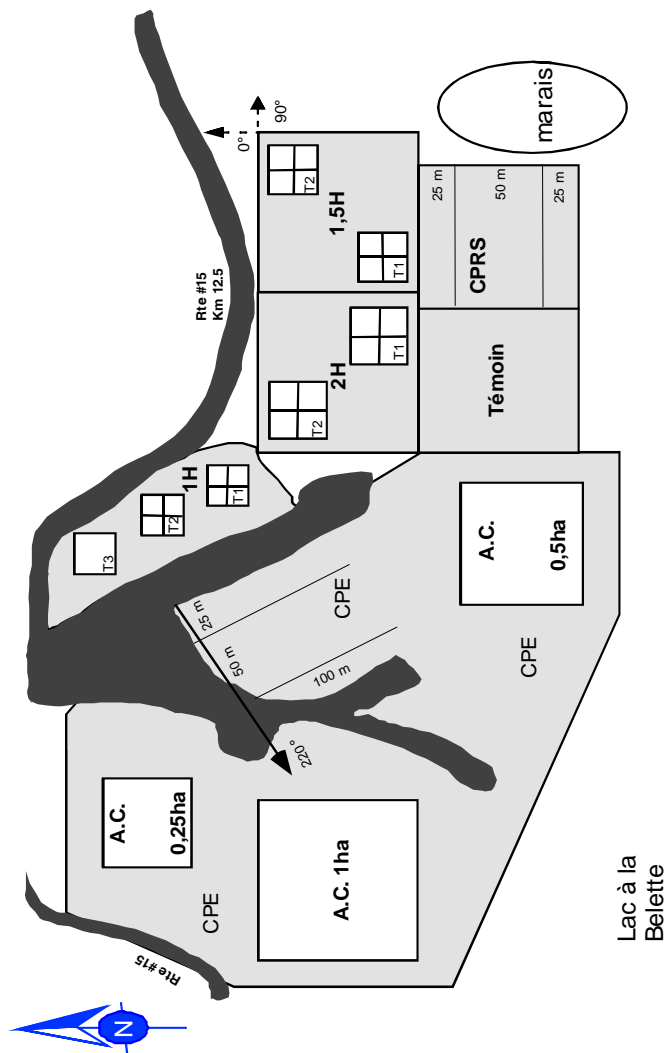 Rte #15
Km 12.5
0°
90°
T2
1,5H
T1
2H
T2
T1
1H
T3
T2
T1
25 m
50 m
25 m
CPRS
Témoin
marais
A.C.
0,5ha
CPE
CPE
25 m
50 m
100 m
220°
A.C.
0,25ha
A.C. 1ha
CPE
Rte #15
N
Lac à la
Belette